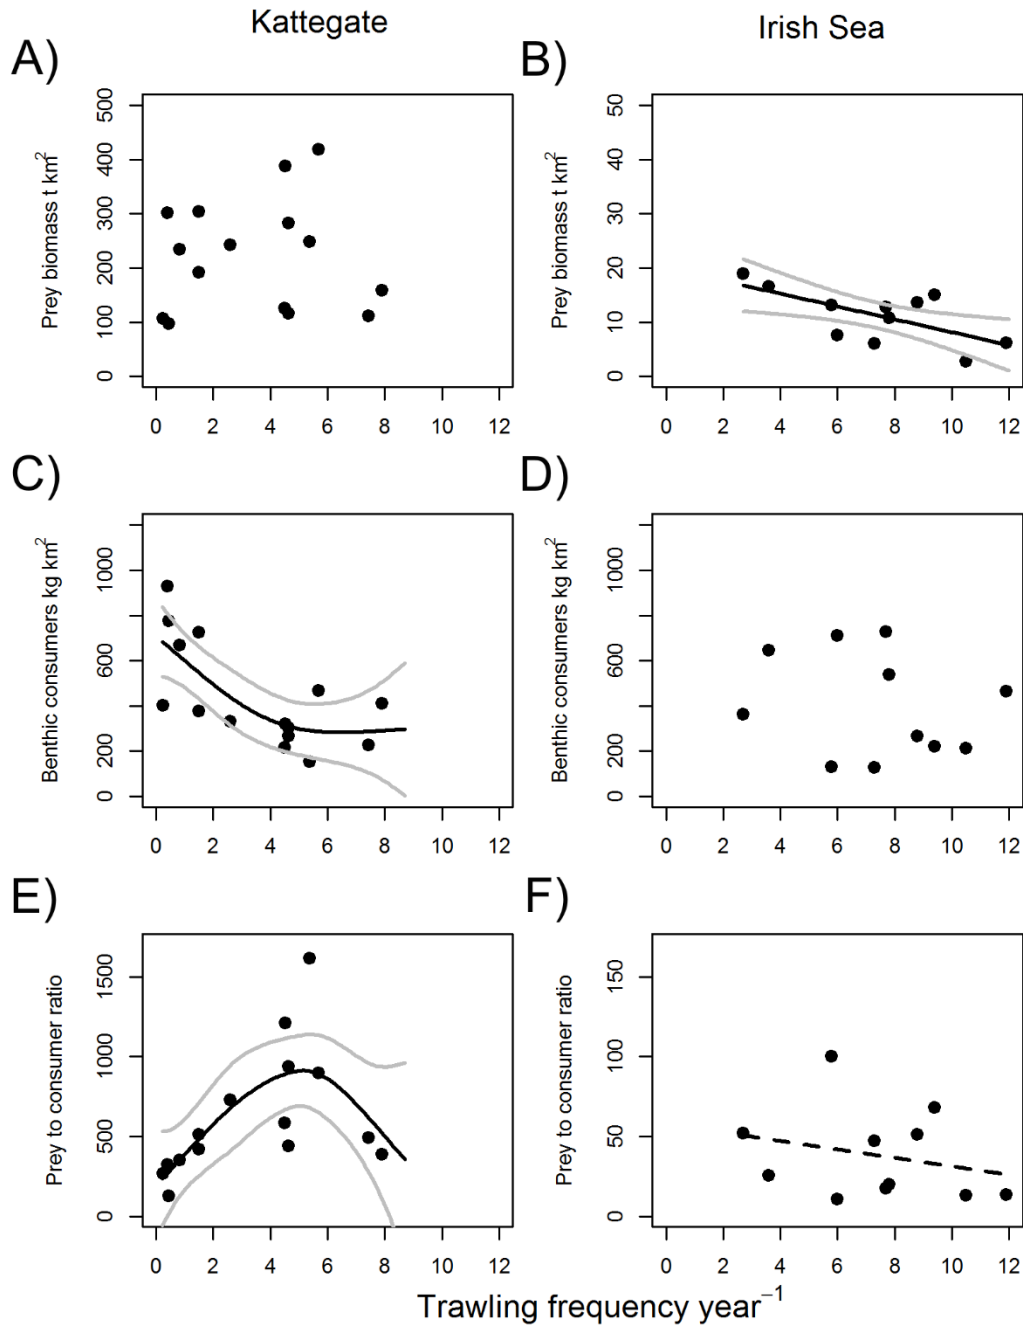 Kattegate
Irish Sea
A)
B)
Prey biomass t km²
500
400
300
200
100
0
0 2 4 6 8 10 12
Prey biomass t km²
50
40
30
20
10
0
0 2 4 6 8 10 12
C)
D)
Benthic consumers kg km²
1000
600
200
0
0 2 4 6 8 10 12
Benthic consumers kg km²
1000
600
200
0
0 2 4 6 8 10 12
E)
F)
Prey to consumer ratio
1500
1000
500
0
0 2 4 6 8 10 12
Prey to consumer ratio
150
100
50
0
0 2 4 6 8 10 12
Trawling frequency year⁻¹